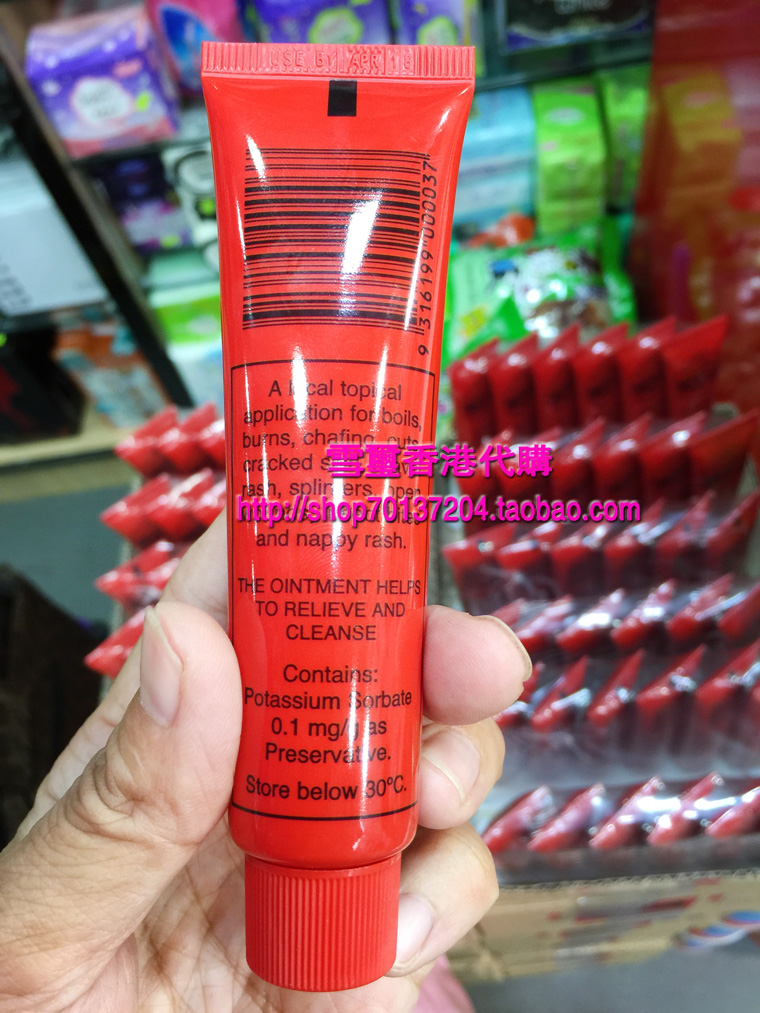 USE BY APR
9 316199 000037
A local topical
application for boils,
burns, chafing, cuts,
cracked
雪璽香港代購
rash, splinters, open
http://shop70137204.taobao.com
and nappy rash.
THE OINTMENT HELPS
TO RELIEVE AND
CLEANSE
Contains:
Potassium Sorbate
0.1 mg/g as
Preservative.
Store below 30°C.